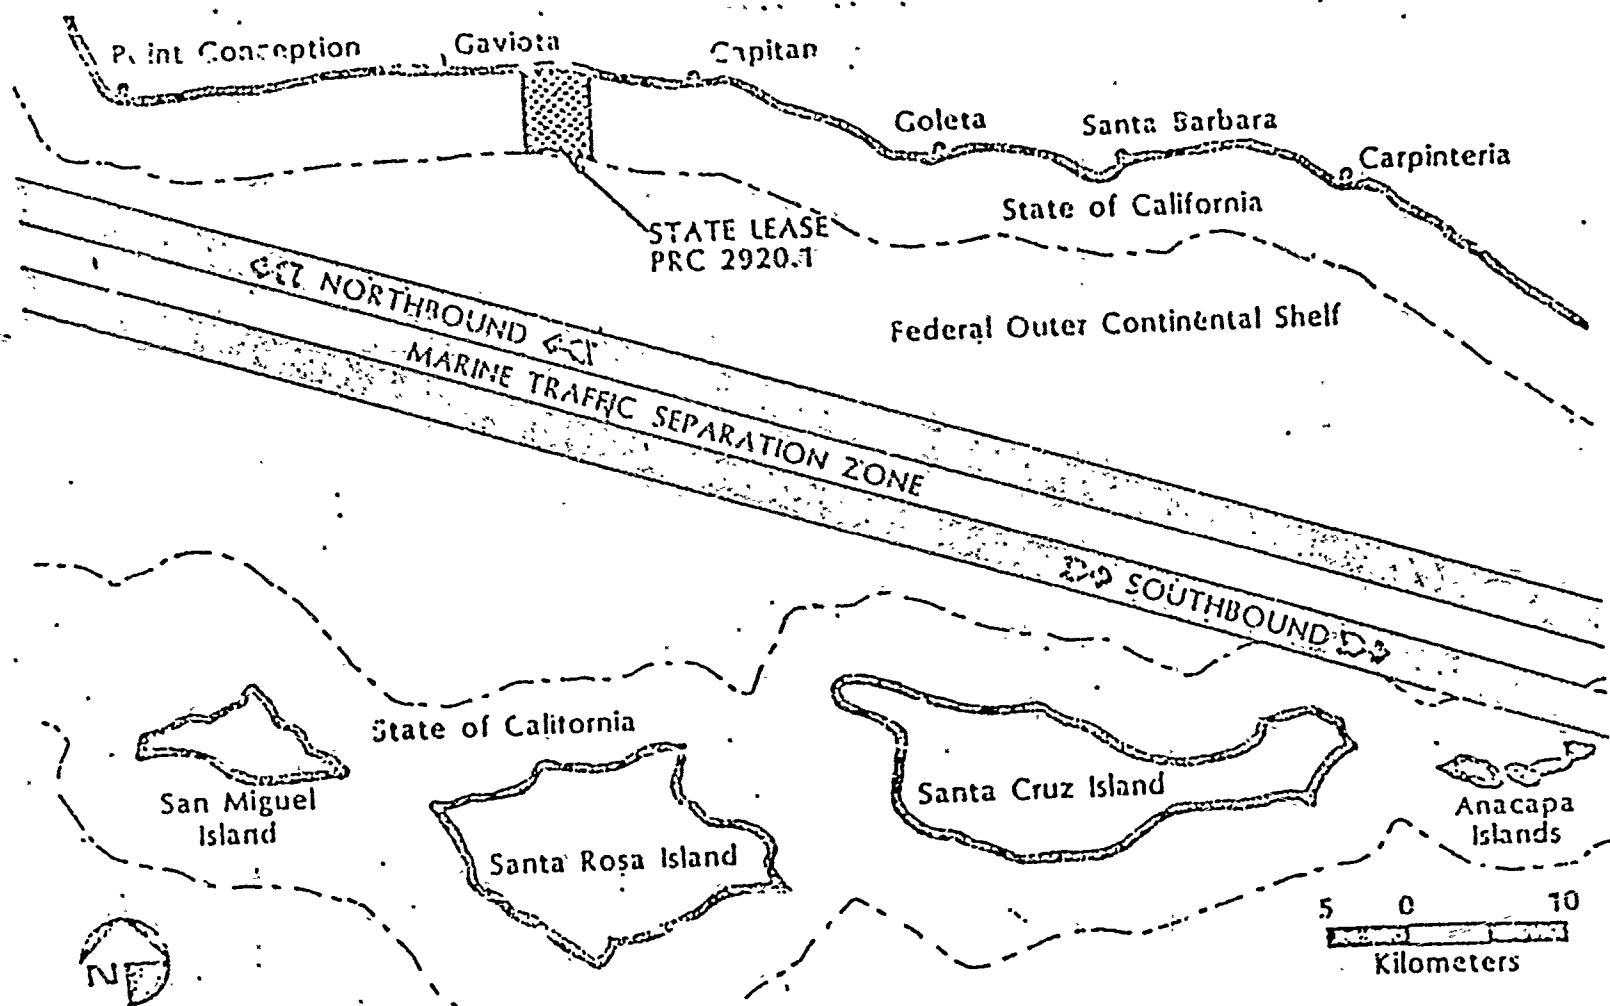 Point Conception
Gaviota
Capitan
Goleta
Santa Barbara
Carpinteria
State of California
STATE LEASE
PRC 2920.1
NORTHBOUND
Federal Outer Continental Shelf
MARINE TRAFFIC SEPARATION ZONE
SOUTHBOUND
State of California
San Miguel
Island
Santa Rosa Island
Santa Cruz Island
Anacapa
Islands
5 0 10
Kilometers
N